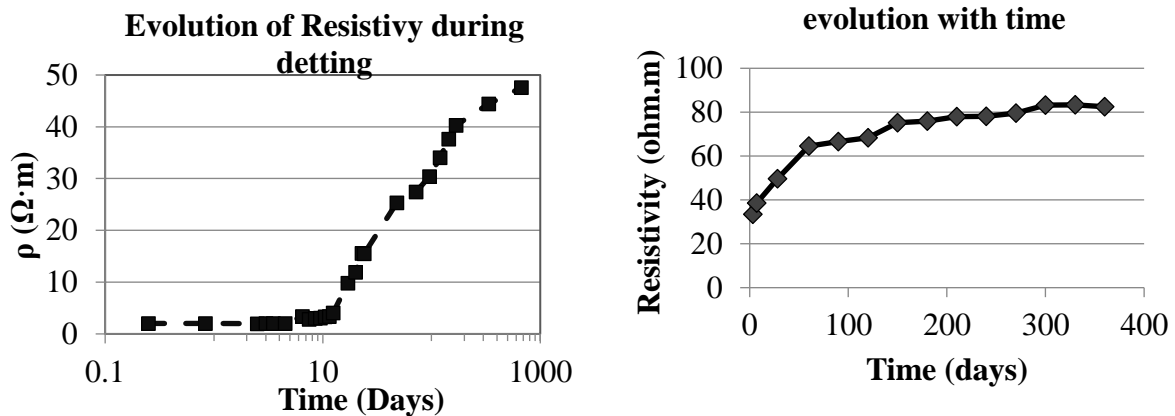 Evolution of Resistivy during
detting
ρ (Ω·m)
50
40
30
20
10
0
0.1
10
1000
Time (Days)
evolution with time
Resistivity (ohm.m)
100
80
60
40
20
0
0
100
200
300
400
Time (days)